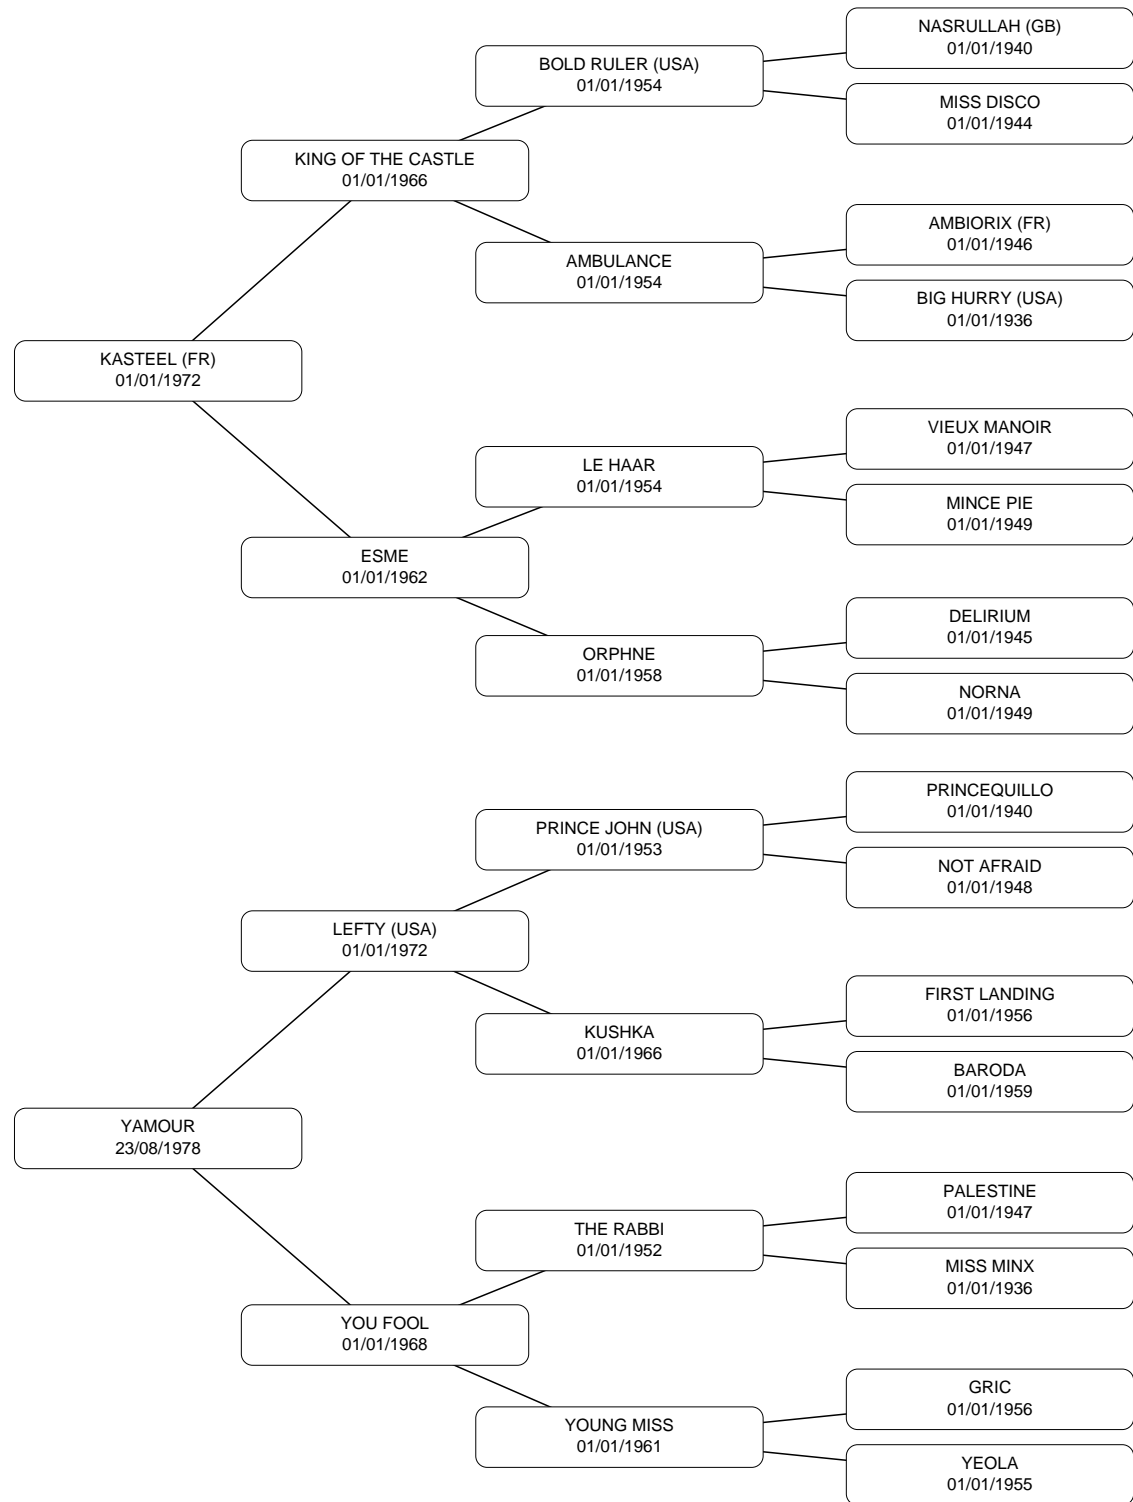 NASRULLAH (GB)
01/01/1940
BOLD RULER (USA)
01/01/1954
MISS DISCO
01/01/1944
KING OF THE CASTLE
01/01/1966
AMBIORIX (FR)
01/01/1946
AMBULANCE
01/01/1954
BIG HURRY (USA)
01/01/1936
KASTEEL (FR)
01/01/1972
VIEUX MANOIR
01/01/1947
LE HAAR
01/01/1954
MINCE PIE
01/01/1949
ESME
01/01/1962
DELIRIUM
01/01/1945
ORPHNE
01/01/1958
NORNA
01/01/1949
PRINCEQUILLO
01/01/1940
PRINCE JOHN (USA)
01/01/1953
NOT AFRAID
01/01/1948
LEFTY (USA)
01/01/1972
FIRST LANDING
01/01/1956
KUSHKA
01/01/1966
BARODA
01/01/1959
YAMOUR
23/08/1978
PALESTINE
01/01/1947
THE RABBI
01/01/1952
MISS MINX
01/01/1936
YOU FOOL
01/01/1968
GRIC
01/01/1956
YOUNG MISS
01/01/1961
YEOLA
01/01/1955